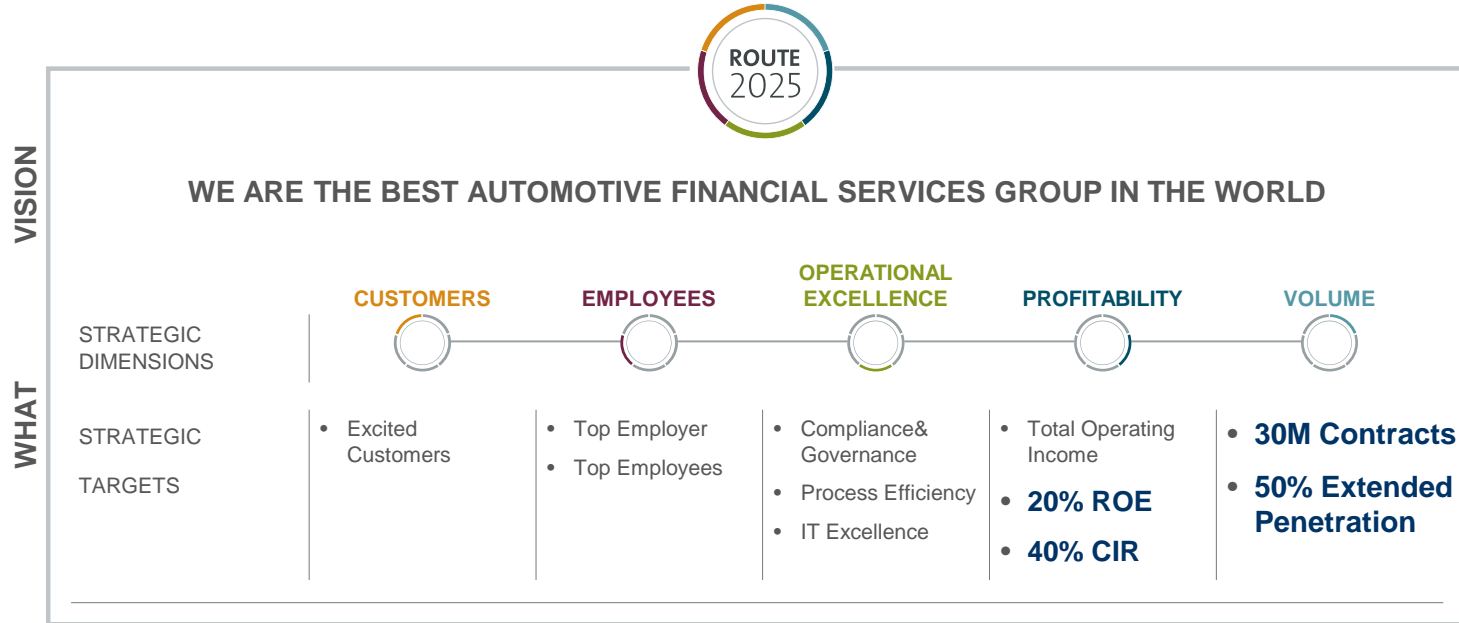 ROUTE
2025
VISION
WE ARE THE BEST AUTOMOTIVE FINANCIAL SERVICES GROUP IN THE WORLD
WHAT
STRATEGIC
DIMENSIONS
CUSTOMERS
EMPLOYEES
OPERATIONAL
EXCELLENCE
PROFITABILITY
VOLUME
STRATEGIC
TARGETS
• Excited
Customers
• Top Employer
• Top Employees
• Compliance&
Governance
• Process Efficiency
• IT Excellence
• Total Operating
Income
• 20% ROE
• 40% CIR
• 30M Contracts
• 50% Extended
Penetration